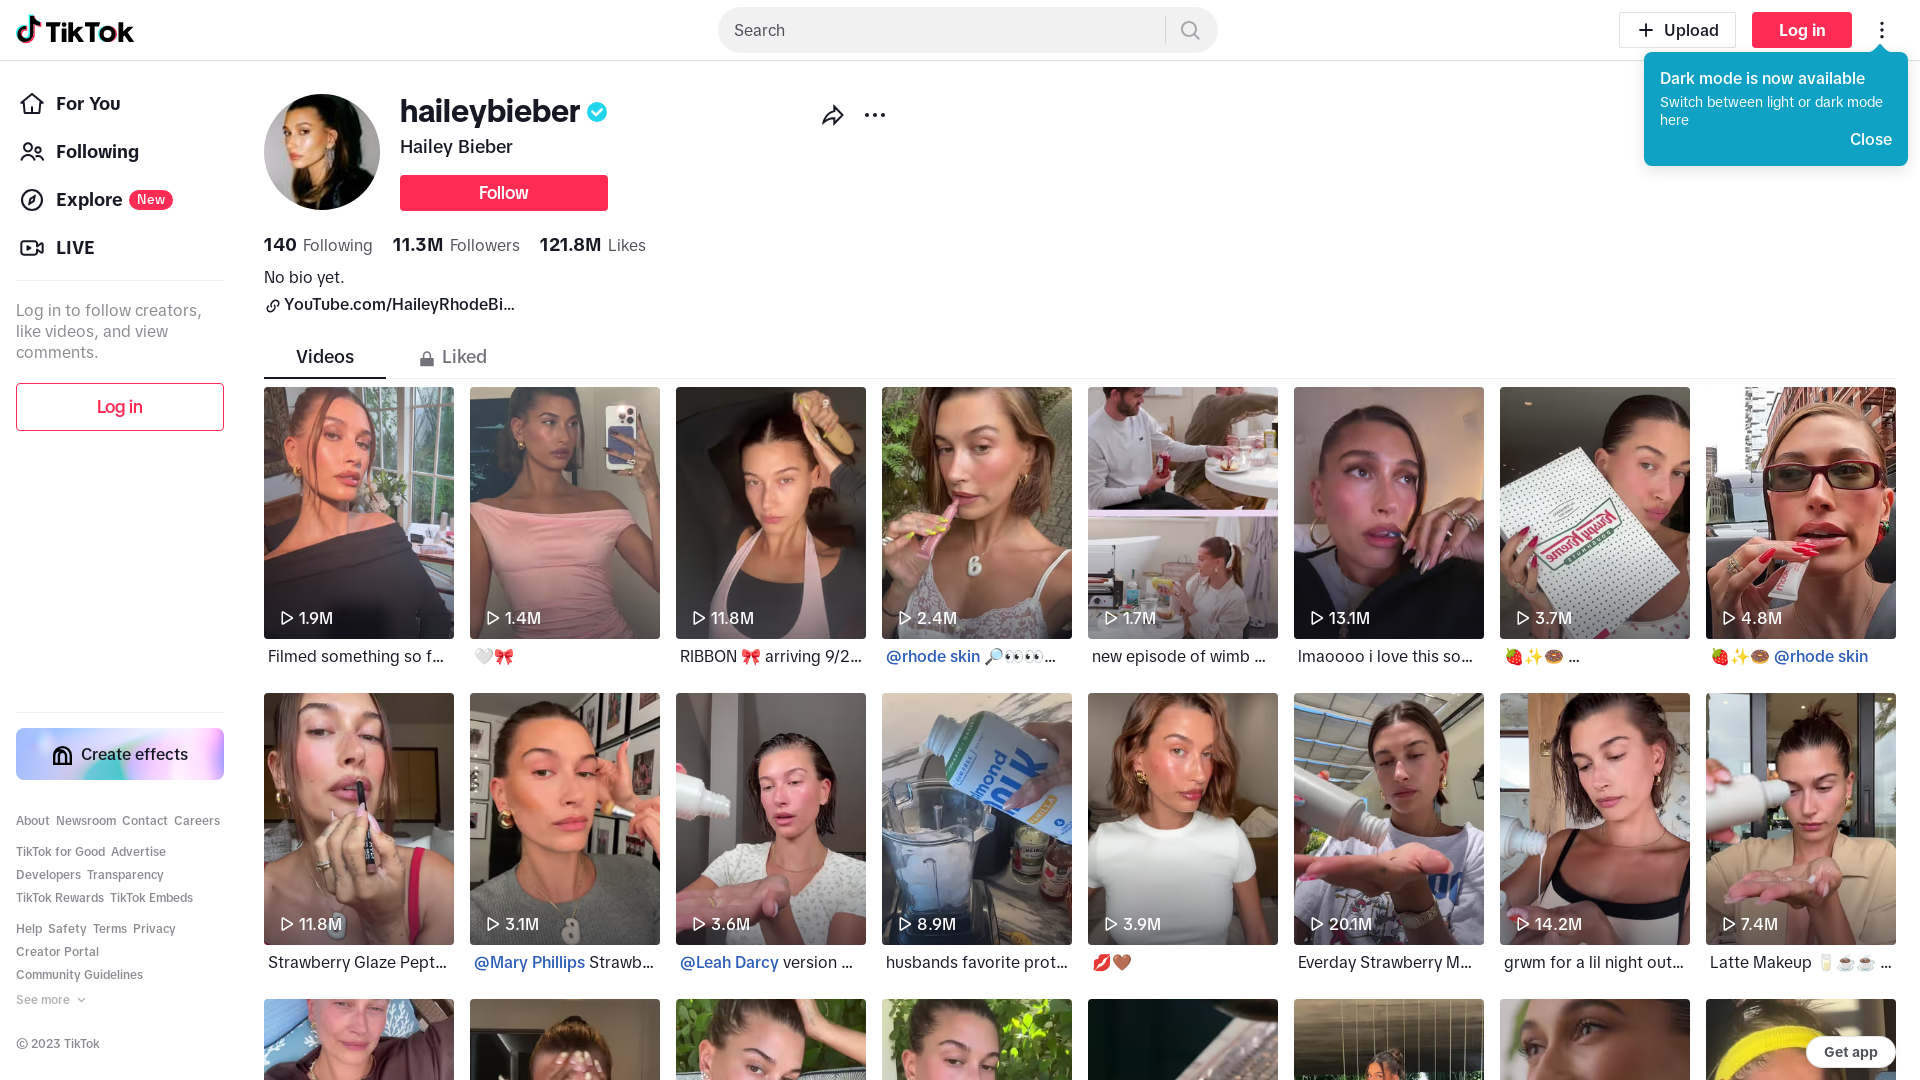 TikTok
Search
Upload
Log in
Dark mode is now available
Switch between light or dark mode
here
Close
For You
Following
Explore New
LIVE
Log in to follow creators,
like videos, and view
comments.
Log in
Create effects
About Newsroom Contact Careers
TikTok for Good Advertise
Developers Transparency
TikTok Rewards TikTok Embeds
Help Safety Terms Privacy
Creator Portal
Community Guidelines
See more
© 2023 TikTok
haileybieber
Hailey Bieber
Follow
140 Following 11.3M Followers 121.8M Likes
No bio yet.
YouTube.com/HaileyRhodeBi...
Videos
Liked
1.9M
1.4M
11.8M
2.4M
1.7M
13.1M
Krispy Kreme
DOUGHNUTS
3.7M
4.8M
Filmed something so f...
🤍🎀
RIBBON 🎀 arriving 9/2...
@rhode skin 🔎👀👀...
new episode of wimb ...
lmaoooo i love this so...
🍓✨🍩 ...
🍓✨🍩 @rhode skin
11.8M
3.1M
3.6M
almond
MILK
VANILLA
8.9M
3.9M
20.1M
14.2M
7.4M
Strawberry Glaze Pept...
@Mary Phillips Strawb...
@Leah Darcy version ...
husbands favorite prot...
💋🤎
Everday Strawberry M...
grwm for a lil night out...
Latte Makeup 🥛☕☕ ...
Get app